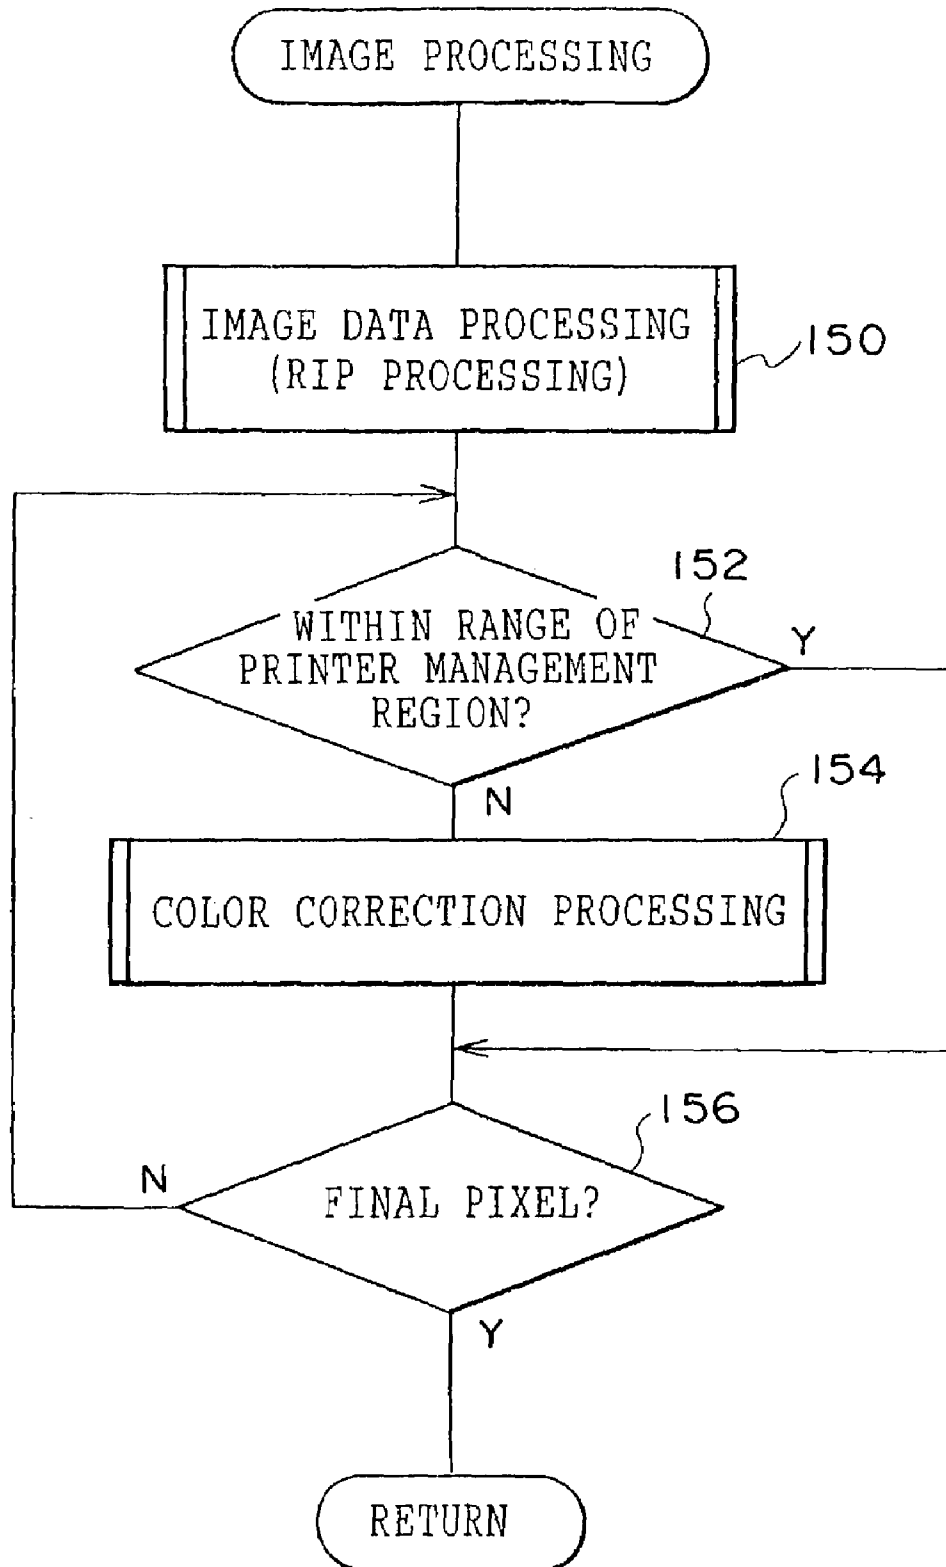 IMAGE PROCESSING
IMAGE DATA PROCESSING
(RIP PROCESSING)
150
152
WITHIN RANGE OF
PRINTER MANAGEMENT
REGION?
Y
N
154
COLOR CORRECTION PROCESSING
156
N
FINAL PIXEL?
Y
RETURN